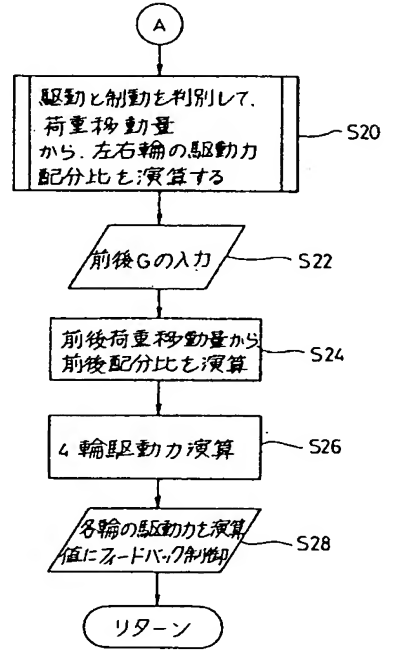 A
駆動と制動を判別して、
荷重移動量
から、左右輪の駆動力
配分比を演算する
S20
前後Gの入力
S22
前後荷重移動量から
前後配分比を演算
S24
4輪駆動力演算
S26
各輪の駆動力を演算
値にフィードバック制御
S28
リターン